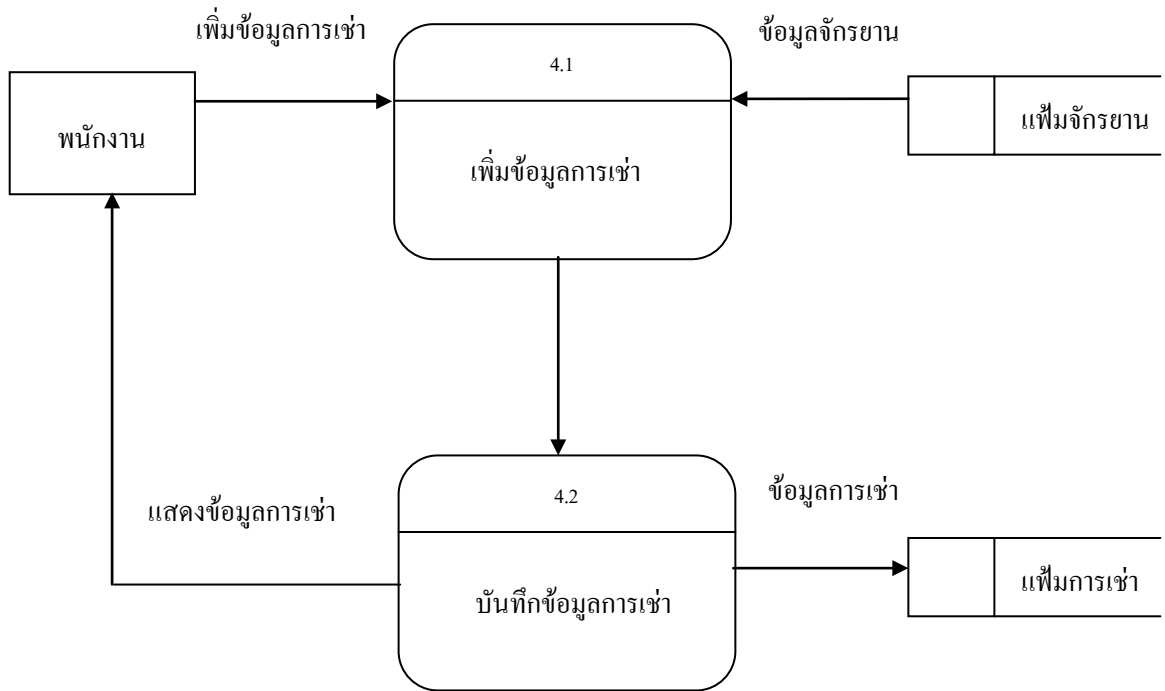 เพิ่มข้อมูลการเช่า
ข้อมูลจักรยาน
4.1
พนักงาน
แฟ้มจักรยาน
เพิ่มข้อมูลการเช่า
4.2
ข้อมูลการเช่า
แสดงข้อมูลการเช่า
แฟ้มการเช่า
บันทึกข้อมูลการเช่า